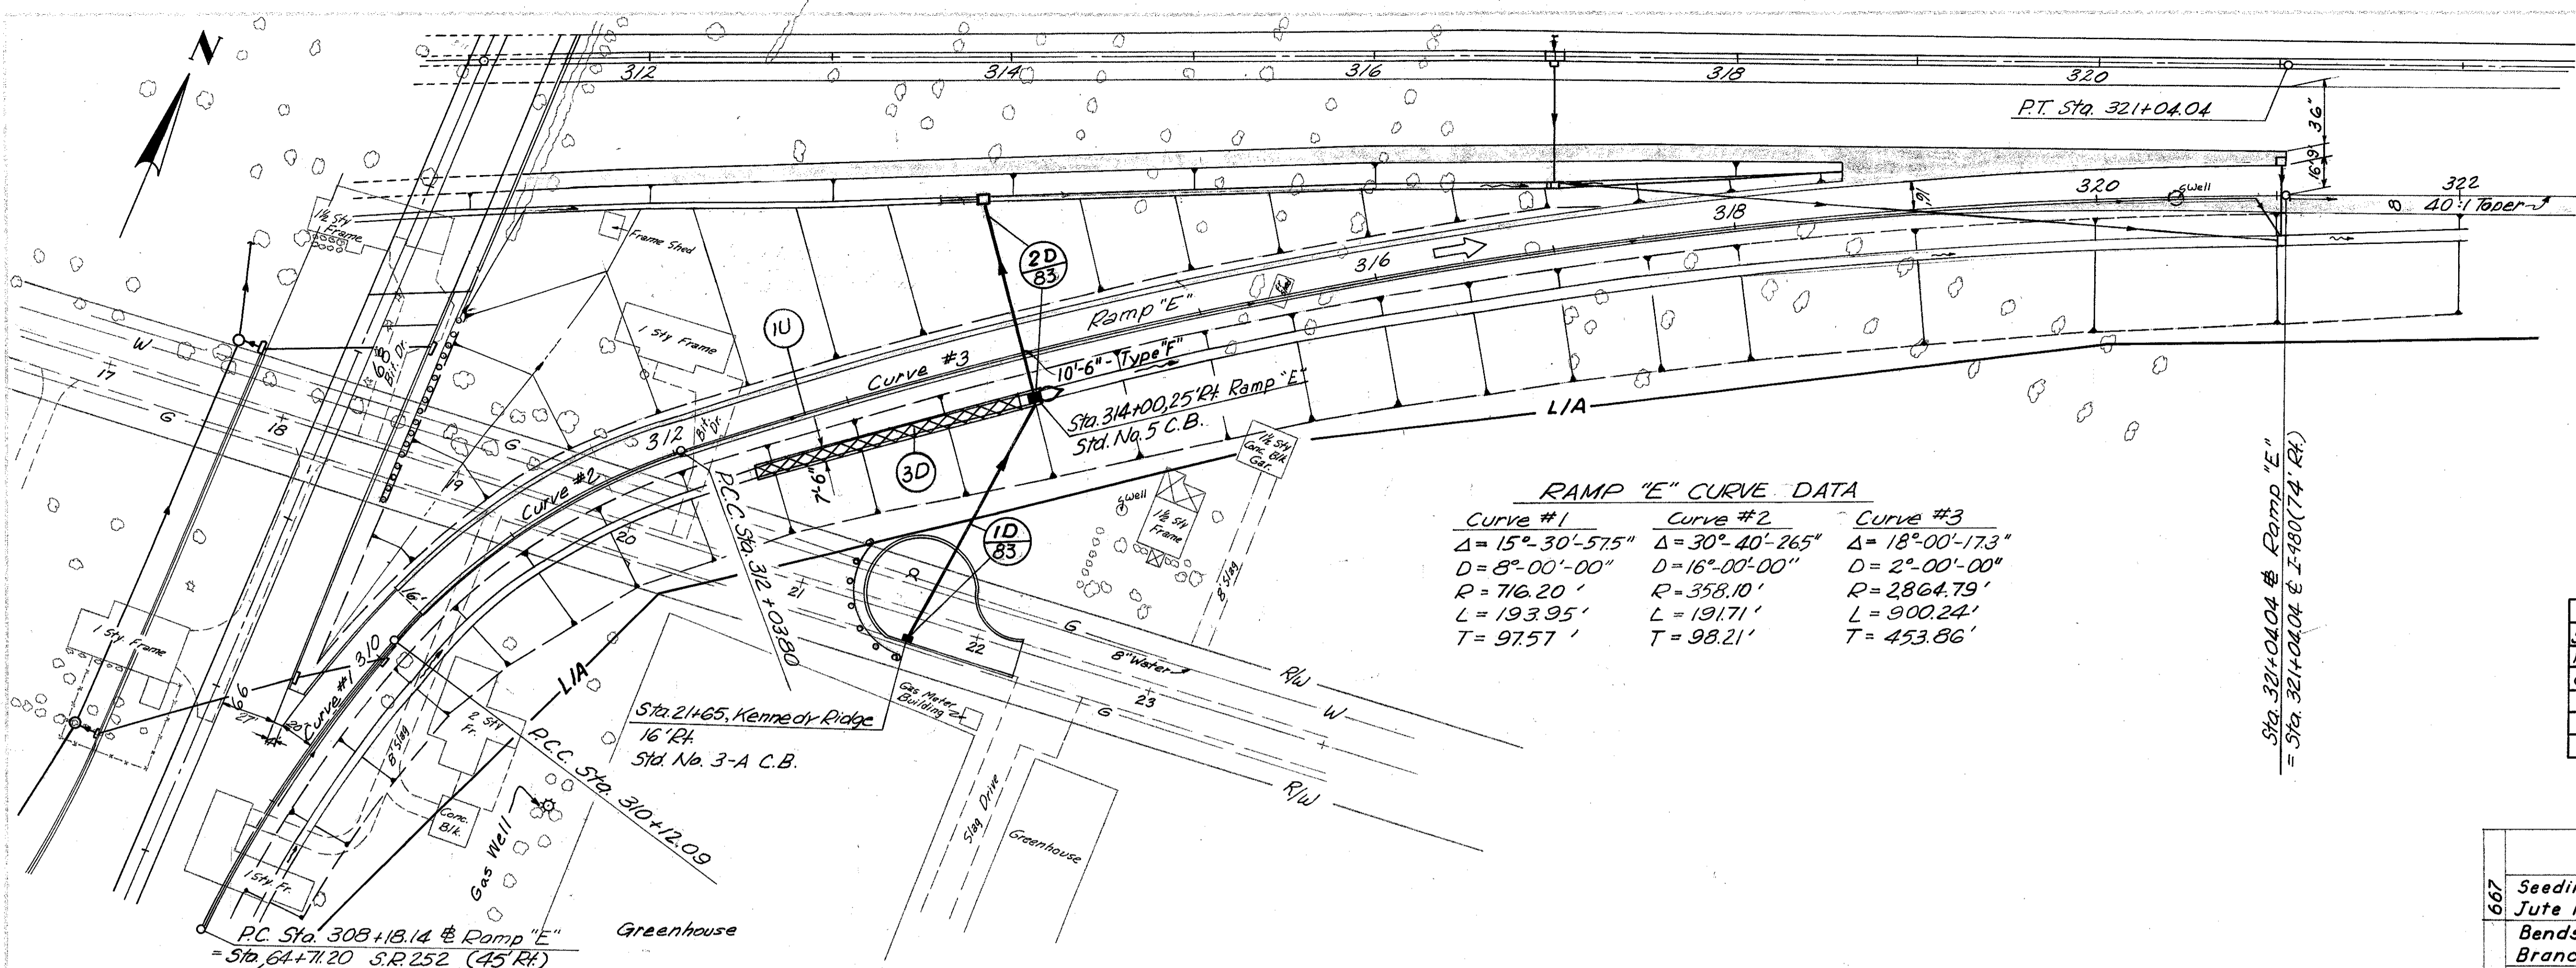 N
312
314
316
318
320
P.T. Sta. 321+04.04
36"
16'9"
Well
320
322
8
40:1 Taper
16'
318
316
Ramp "E"
1½ Sty
Frame
Frame Shed
1 Sty Frame
2D
83
1U
Curve #3
10'-6"-Type "F"
Sta. 314+00, 25' Rt. Ramp "E"
Std. No. 5 C.B.
L/A
W
17
G
18
68
Bit. Dr.
19
G
312
Bit. Dr.
Curve #2
7'-6"
3D
1½ Sty
Conc. Blk
Gar.
Well
1½ Sty
Frame
8' Slag
20
P.C.C. Sta. 312+03.80
1D
83
R
21
22
G
8" Water
R/W
W
23
G
R/W
16'
310
Curve #1
66
27'
20'
1 Sty. Frame
L/A
Sta. 21+65, Kennedy Ridge
16' Rt.
Std. No. 3-A C.B.
Gas Meter
Building
2 Sty
Fr.
8' Slag
P.C.C. Sta. 310+12.09
Conc.
Blk.
Gas Well
Slag Drive
Greenhouse
1 Sty. Fr.
P.C. Sta. 308+18.14 ℄ Ramp "E"
= Sta. 64+71.20 S.R. 252 (45' Rt.)
Greenhouse
RAMP "E" CURVE DATA
Curve #1 Curve #2 Curve #3
Δ = 15°-30'-57.5" Δ = 30°-40'-26.5" Δ = 18°-00'-17.3"
D = 8°-00'-00" D = 16°-00'-00" D = 2°-00'-00"
R = 716.20' R = 358.10' R = 2864.79'
L = 193.95' L = 191.71' L = 900.24'
T = 97.57' T = 98.21' T = 453.86'
Sta. 321+04.04 ℄ Ramp "E"
= Sta. 321+04.04 ℄ I-480 (74' Rt.)
667
Seedi
Jute
Bends
Branc